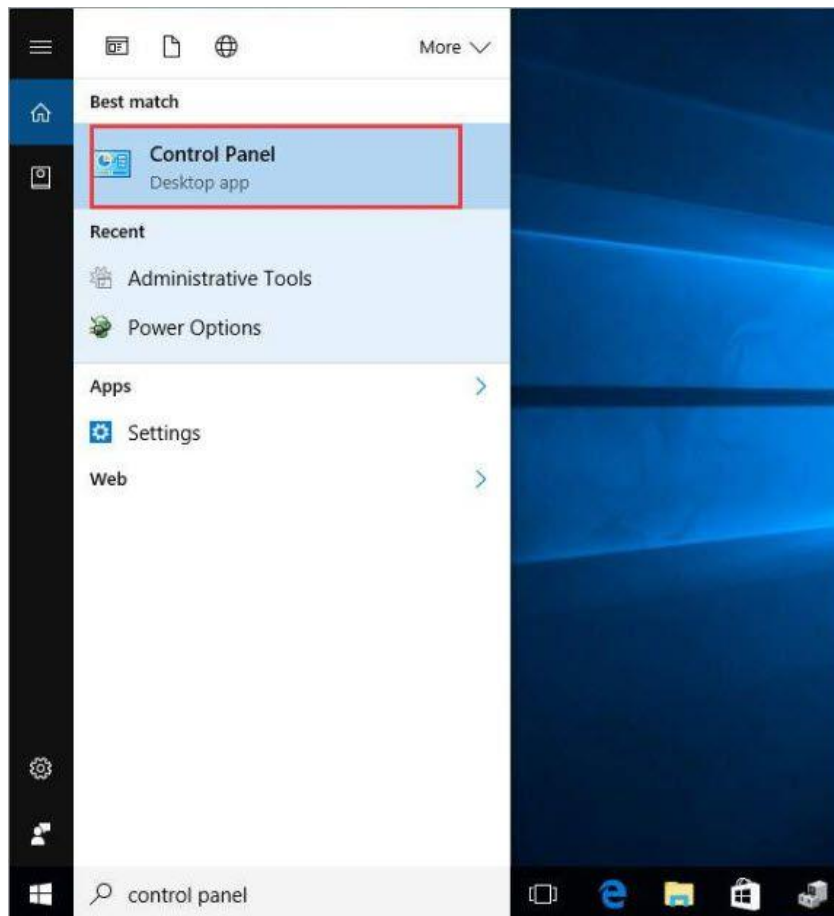 More
Best match
Control Panel
Desktop app
Recent
Administrative Tools
Power Options
Apps
Settings
Web
control panel